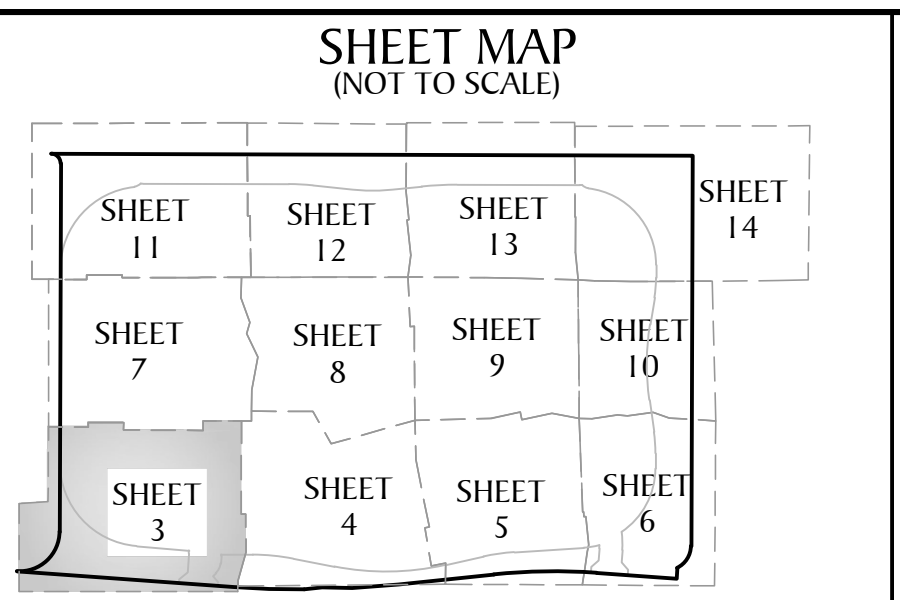 SHEET MAP
(NOT TO SCALE)
SHEET
11
SHEET
12
SHEET
13
SHEET
14
SHEET
7
SHEET
8
SHEET
9
SHEET
10
SHEET
3
SHEET
4
SHEET
5
SHEET
6